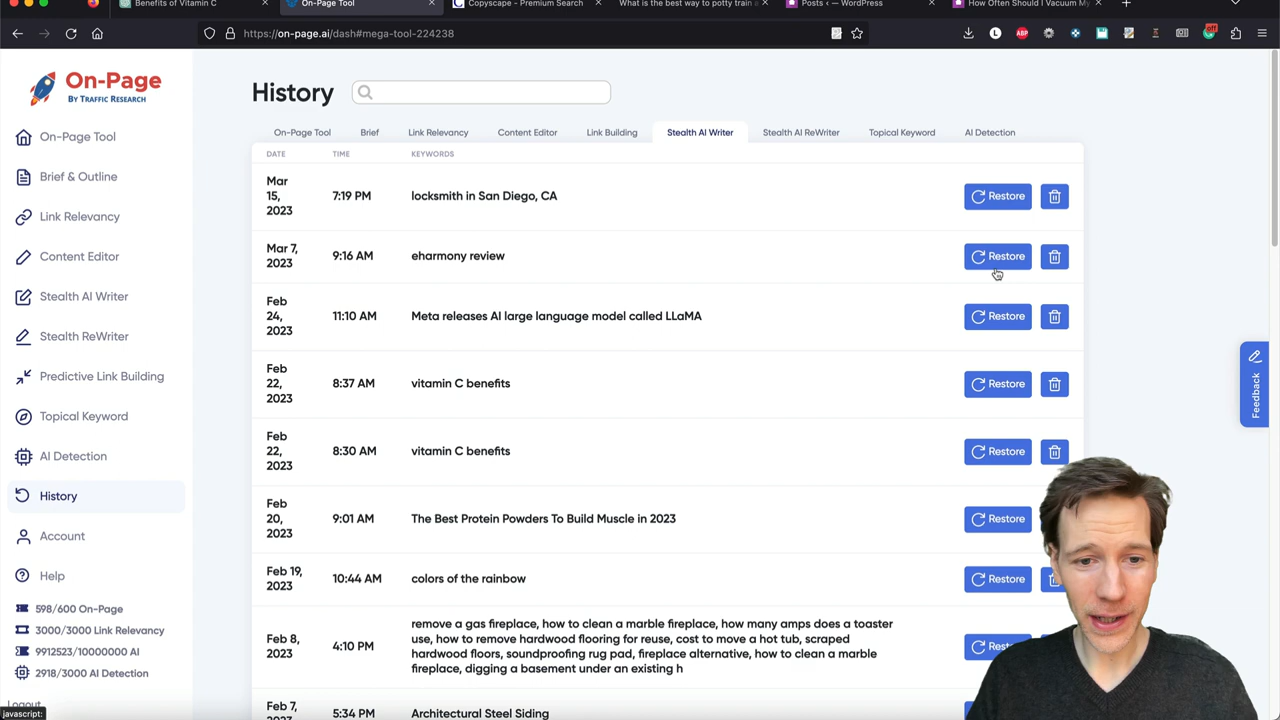 Benefits of Vitamin C
On-Page Tool
Copyscape - Premium Search
What is the best way to potty train a
Posts ‹ — WordPress
How Often Should I Vacuum My
https://on-page.ai/dash#mega-tool-224238
L
ABP
off
On-Page
BY TRAFFIC RESEARCH
On-Page Tool
Brief & Outline
Link Relevancy
Content Editor
Stealth AI Writer
Stealth ReWriter
Predictive Link Building
Topical Keyword
AI Detection
History
Account
Help
598/600 On-Page
3000/3000 Link Relevancy
9912523/10000000 AI
2918/3000 AI Detection
Logout
javascript:
History
On-Page Tool Brief Link Relevancy Content Editor Link Building Stealth AI Writer Stealth AI ReWriter Topical Keyword AI Detection
DATE TIME KEYWORDS
Mar
15,
2023
7:19 PM locksmith in San Diego, CA Restore
Mar 7,
2023
9:16 AM eharmony review Restore
Feb
24,
2023
11:10 AM Meta releases AI large language model called LLaMA Restore
Feb
22,
2023
8:37 AM vitamin C benefits Restore
Feb
22,
2023
8:30 AM vitamin C benefits Restore
Feb
20,
2023
9:01 AM The Best Protein Powders To Build Muscle in 2023 Restore
Feb 19,
2023
10:44 AM colors of the rainbow Restore
Feb 8,
2023
4:10 PM
remove a gas fireplace, how to clean a marble fireplace, how many amps does a toaster
use, how to remove hardwood flooring for reuse, cost to move a hot tub, scraped
hardwood floors, soundproofing rug pad, fireplace alternative, how to clean a marble
fireplace, digging a basement under an existing h
Rest
Feb 7,
5:34 PM Architectural Steel Siding
Feedback